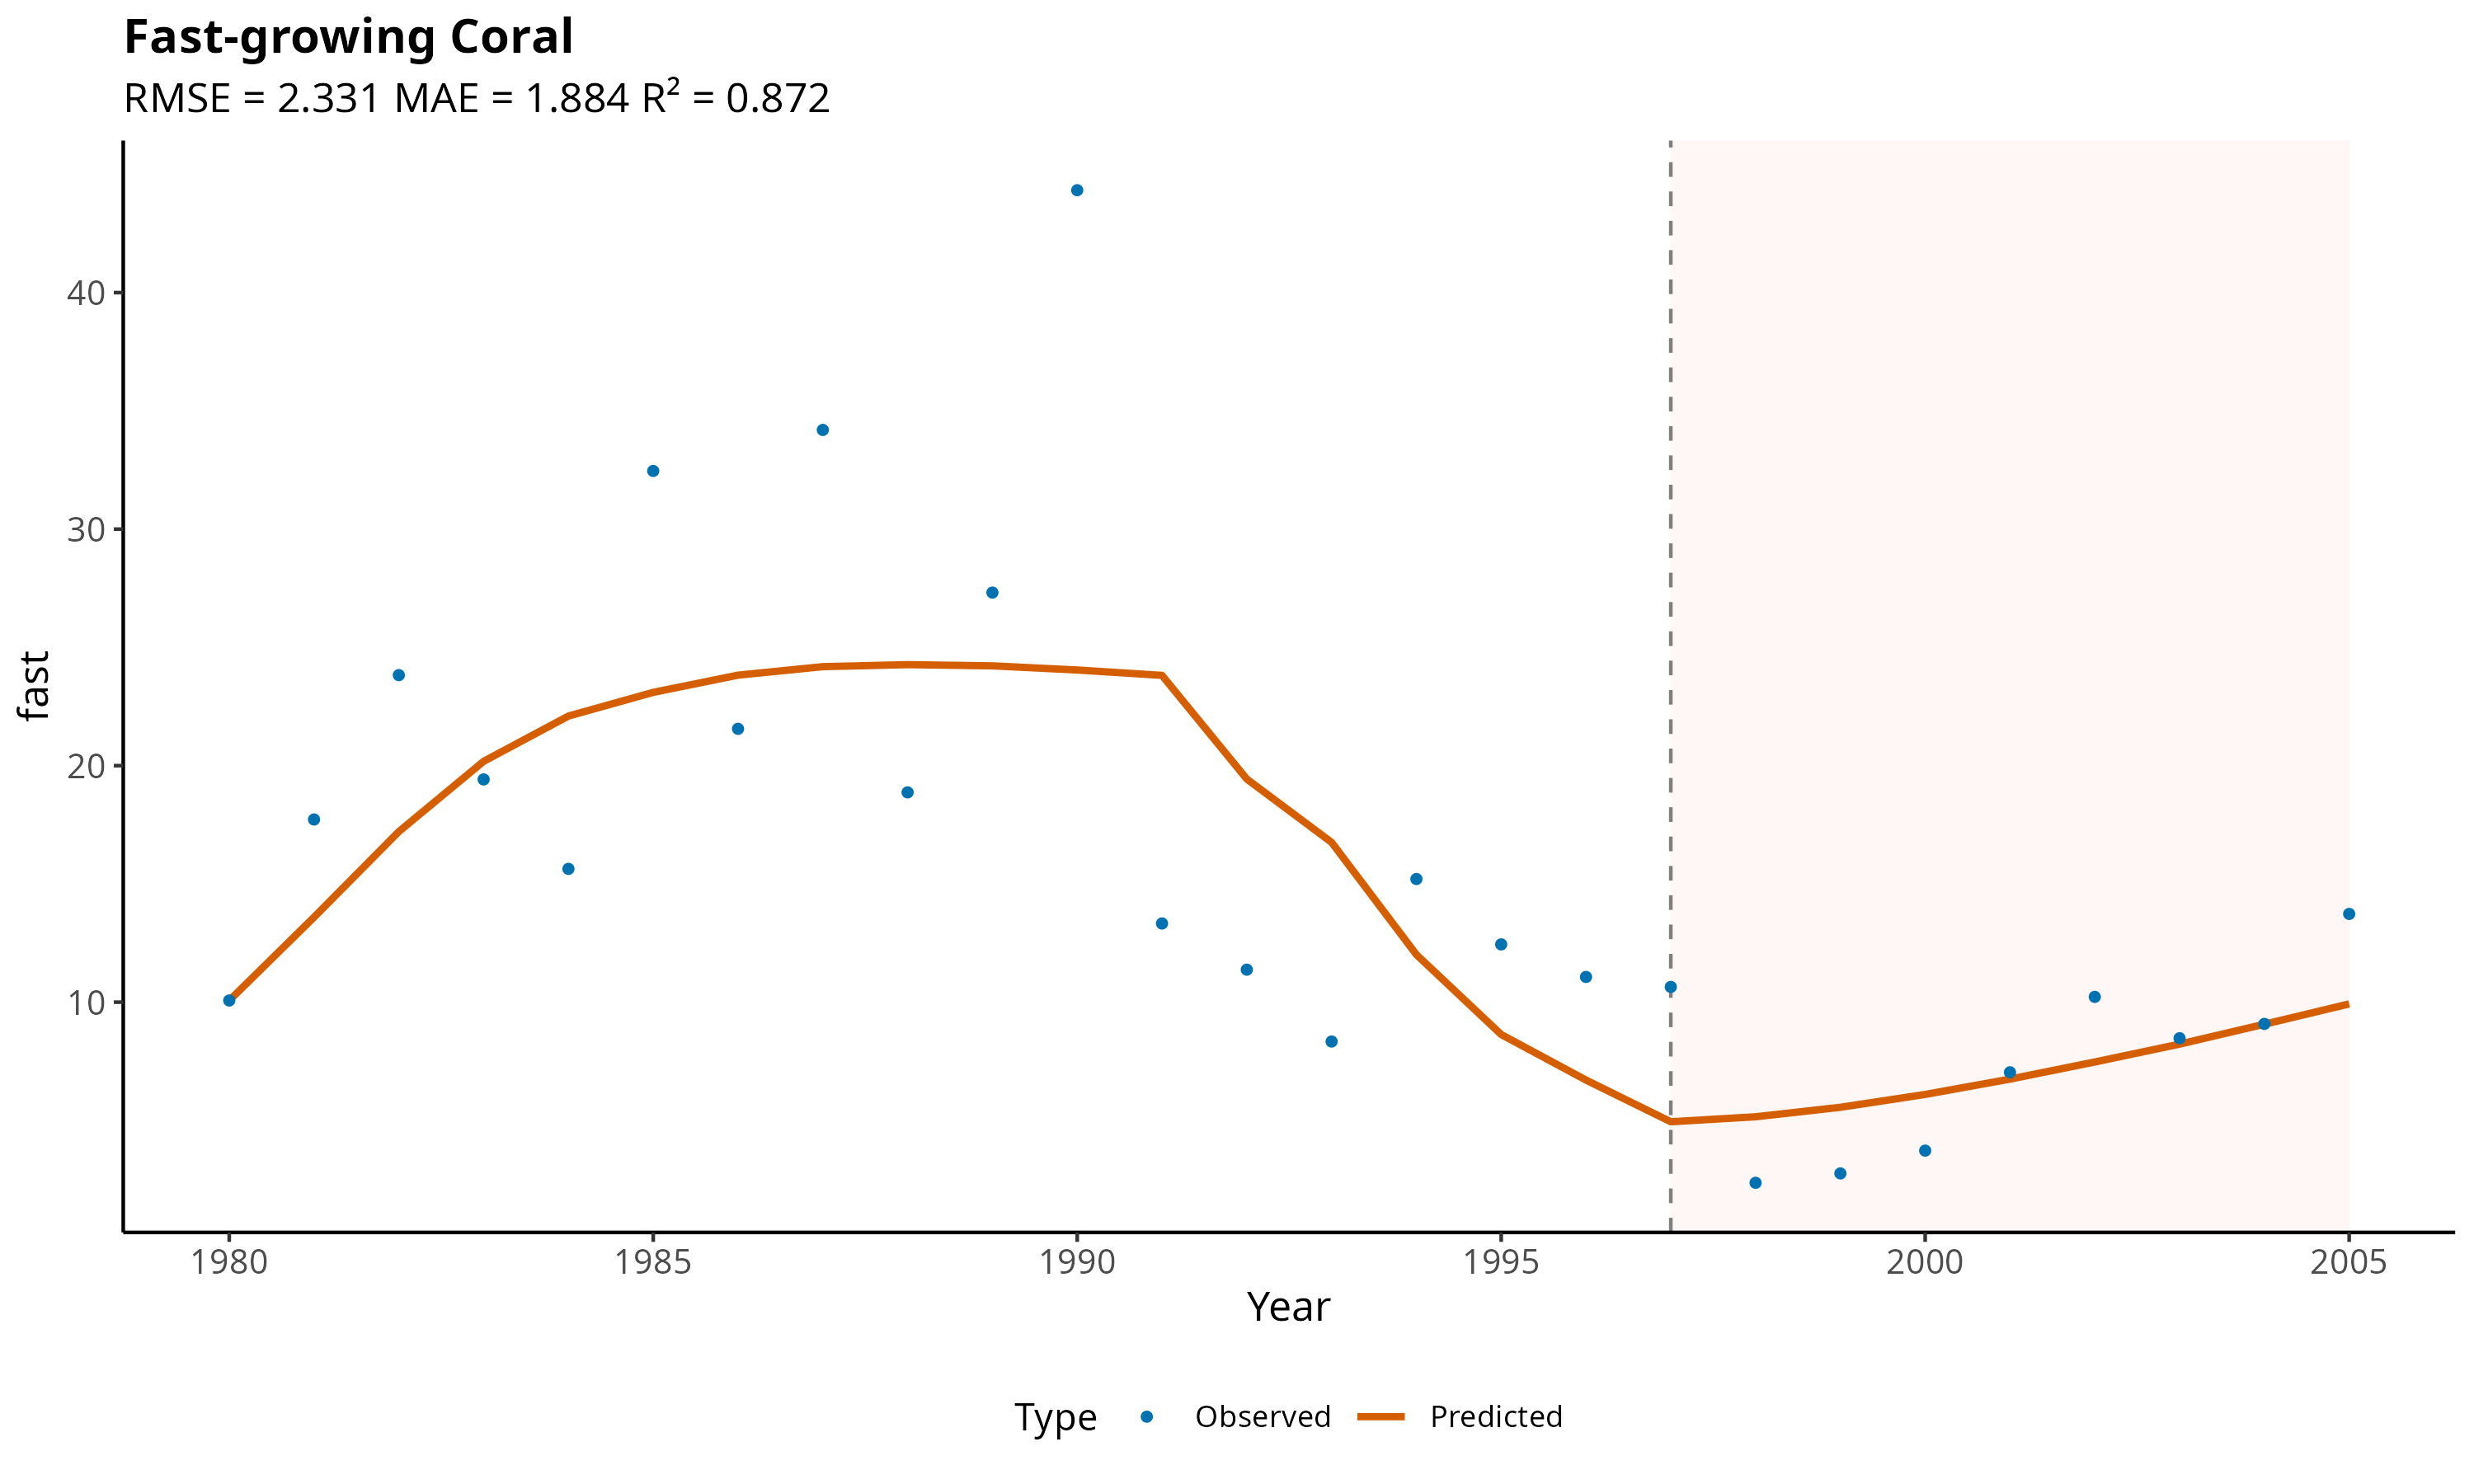 Fast-growing Coral
RMSE = 2.331 MAE = 1.884 R² = 0.872
fast
40
30
20
10
1980 1985 1990 1995 2000 2005
Year
Type Observed Predicted